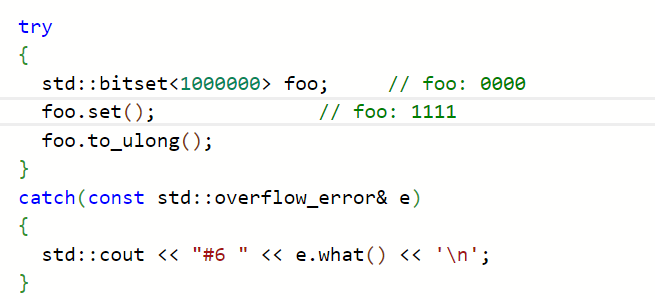 try
{
  std::bitset<1000000> foo;     // foo: 0000
  foo.set();              // foo: 1111
  foo.to_ulong();
}
catch(const std::overflow_error& e)
{
  std::cout << "#6 " << e.what() << '\n';
}